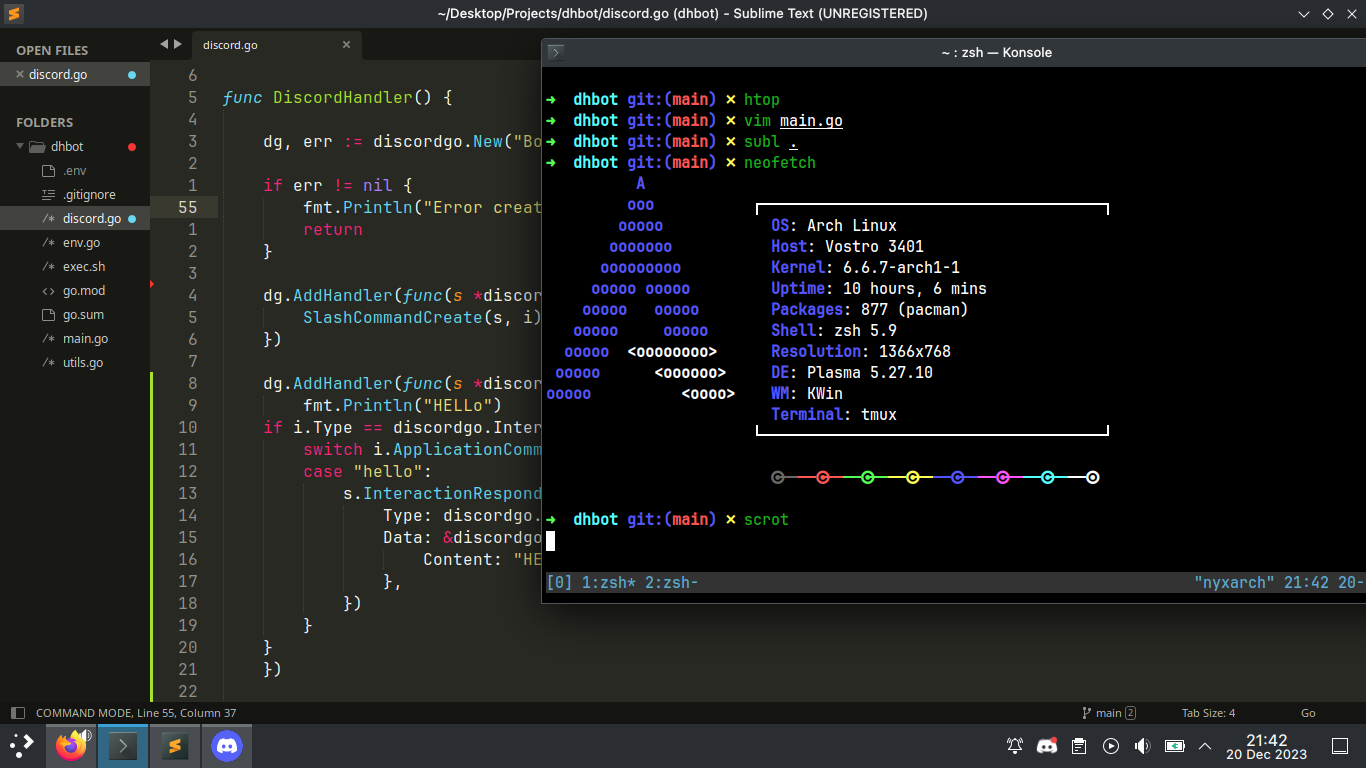 ~/Desktop/Projects/dhbot/discord.go (dhbot) - Sublime Text (UNREGISTERED)
OPEN FILES
discord.go
FOLDERS
dhbot
.env
.gitignore
discord.go
env.go
exec.sh
go.mod
go.sum
main.go
utils.go
discord.go
6
5 func DiscordHandler() {
4
3 dg, err := discordgo.New("Bo
2
1 if err != nil {
55 fmt.Println("Error creat
1 return
2 }
3
4 dg.AddHandler(func(s *discor
5 SlashCommandCreate(s, i)
6 })
7
8 dg.AddHandler(func(s *discor
9 fmt.Println("HELLo")
10 if i.Type == discordgo.Inter
11 switch i.ApplicationComm
12 case "hello":
13 s.InteractionRespond
14 Type: discordgo.
15 Data: &discordgo
16 Content: "HE
17 },
18 })
19 }
20 }
21 })
22
~ : zsh — Konsole
➜ dhbot git:(main) ✗ htop
➜ dhbot git:(main) ✗ vim main.go
➜ dhbot git:(main) ✗ subl .
➜ dhbot git:(main) ✗ neofetch
A
ooo
ooooo
ooooooo
ooooooooo
ooooo ooooo
ooooo ooooo
ooooo ooooo
ooooo <oooooooo>
ooooo <oooooo>
ooooo <oooo>
OS: Arch Linux
Host: Vostro 3401
Kernel: 6.6.7-arch1-1
Uptime: 10 hours, 6 mins
Packages: 877 (pacman)
Shell: zsh 5.9
Resolution: 1366x768
DE: Plasma 5.27.10
WM: KWin
Terminal: tmux
➜ dhbot git:(main) ✗ scrot
[0] 1:zsh* 2:zsh- "nyxarch" 21:42 20-
COMMAND MODE, Line 55, Column 37 main 2 Tab Size: 4 Go
21:42
20 Dec 2023